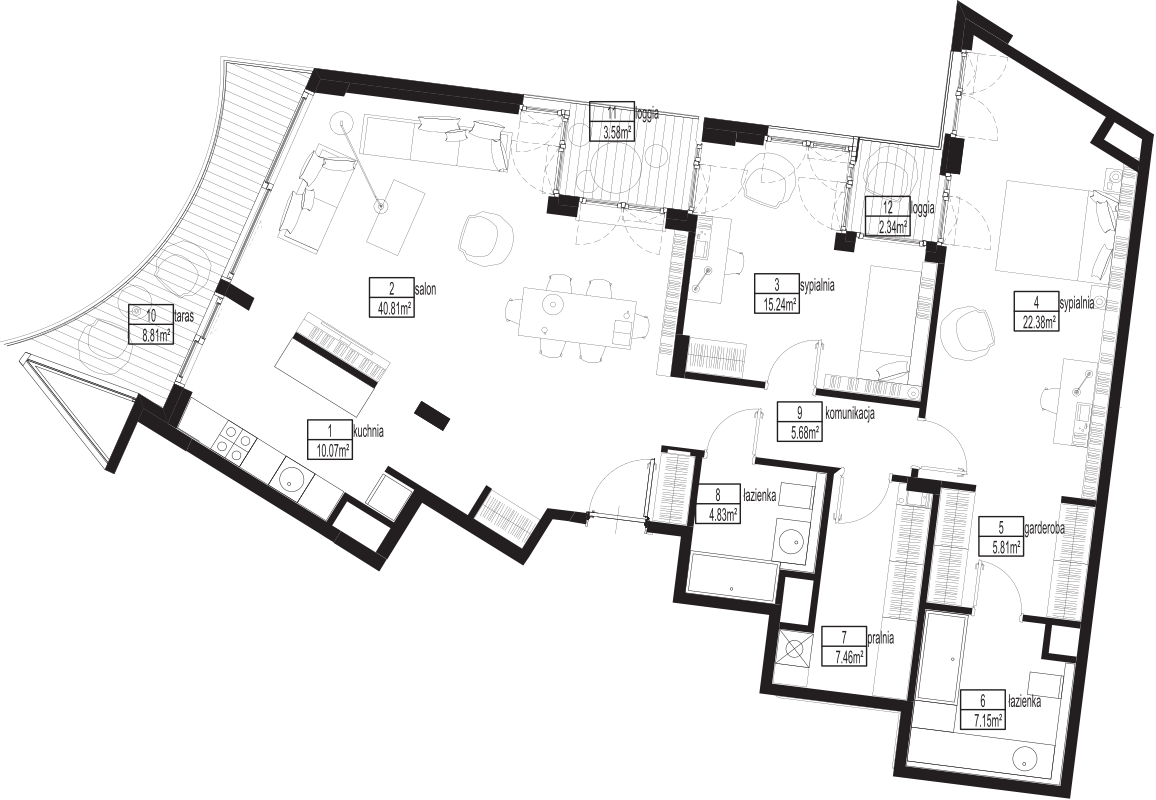 11 loggia
3.58m²
12 loggia
2.34m²
3 sypialnia
15.24m²
2 salon
40.81m²
4 sypialnia
22.38m²
10 taras
8.81m²
9 komunikacja
5.68m²
1 kuchnia
10.07m²
8 łazienka
4.83m²
5 garderoba
5.81m²
7 pralnia
7.46m²
6 łazienka
7.15m²